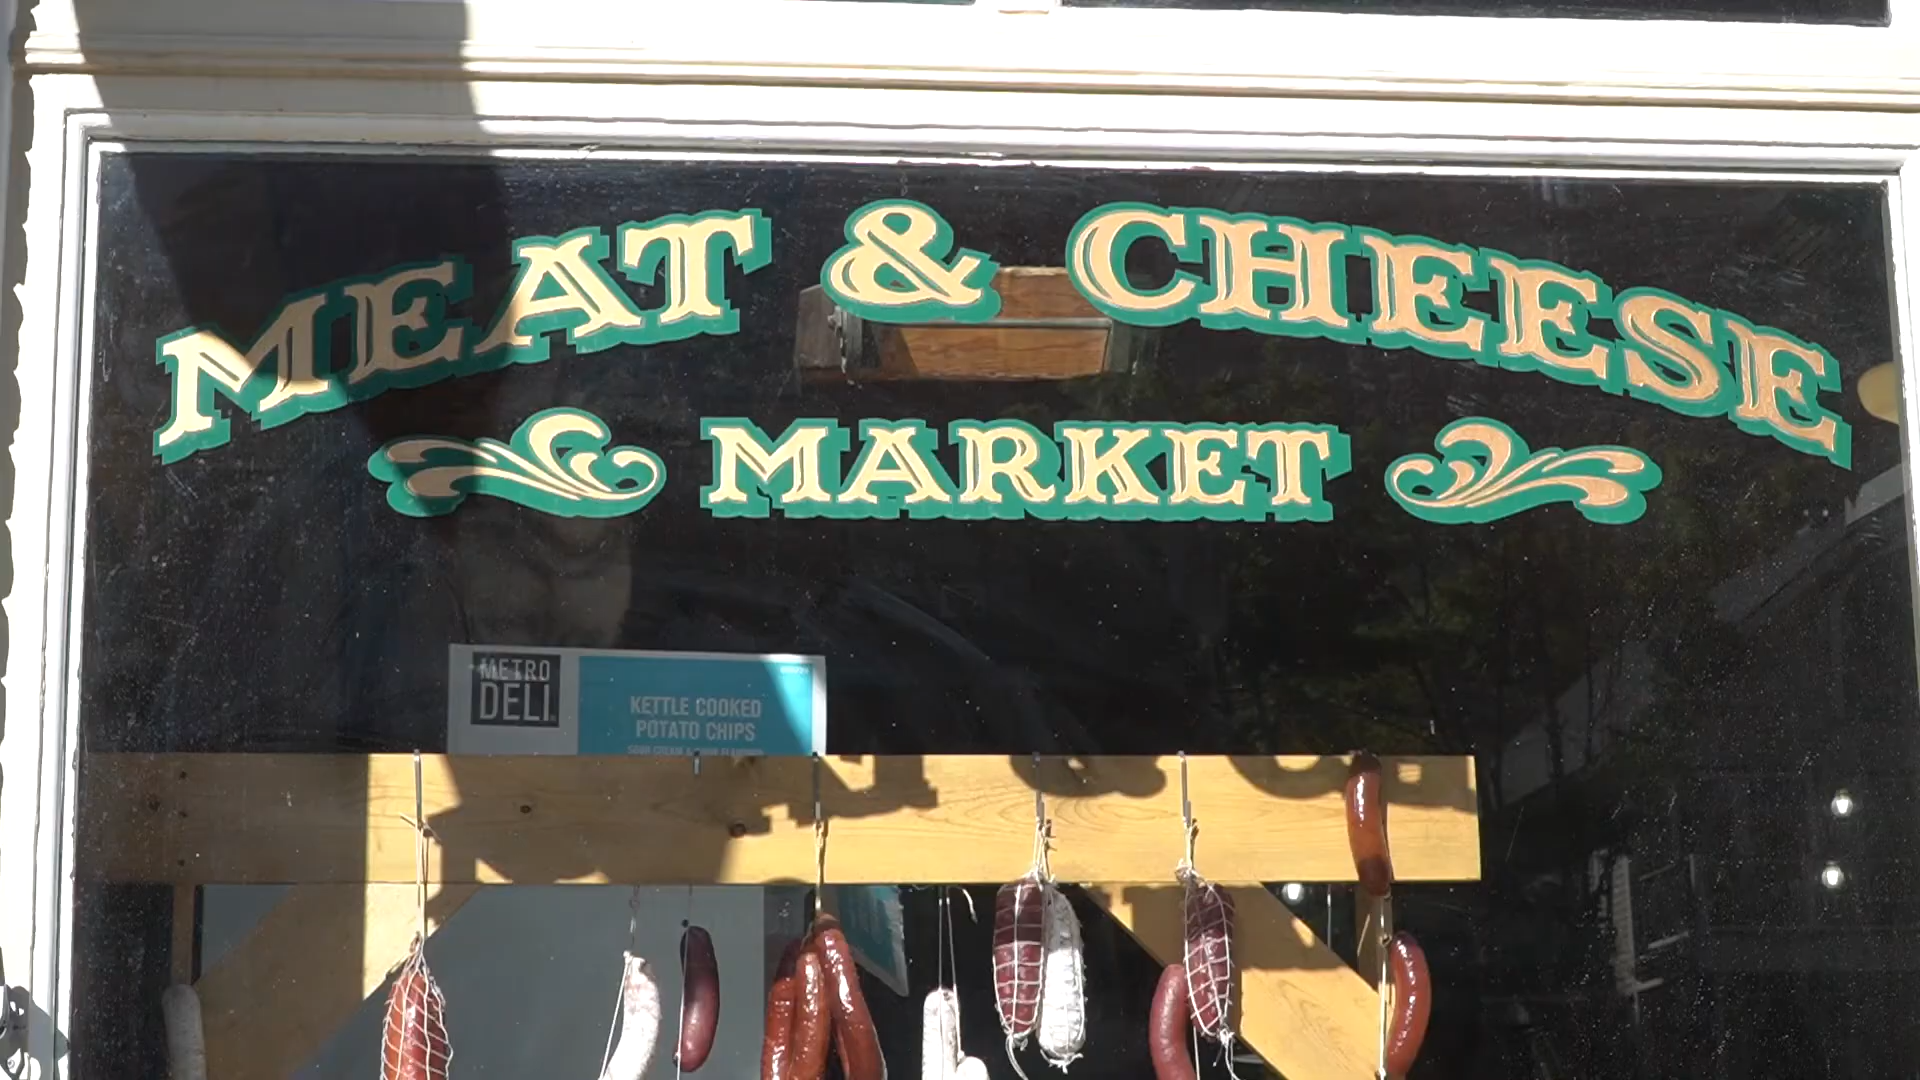 MEAT & CHEESE
MARKET
METRO
DELI
KETTLE COOKED
POTATO CHIPS